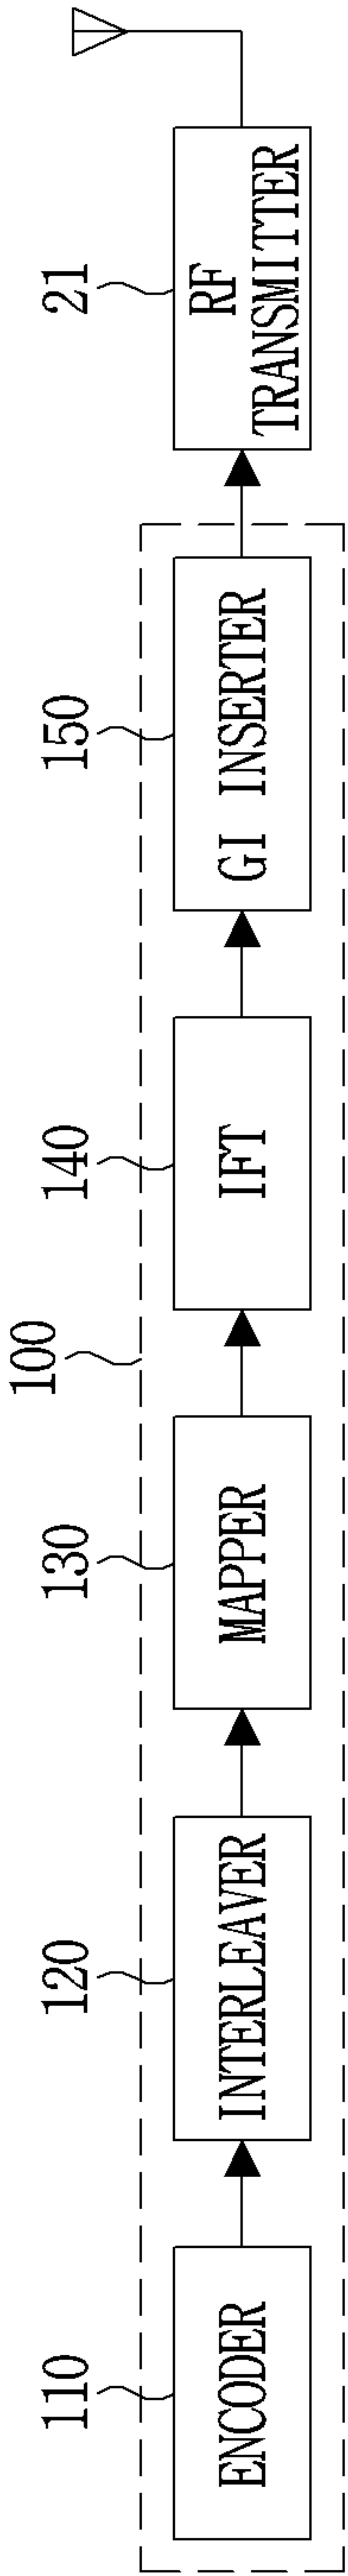 100
110
ENCODER
120
INTERLEAVER
130
MAPPER
140
IFT
150
GI INSERTER
21
RF
TRANSMITTER